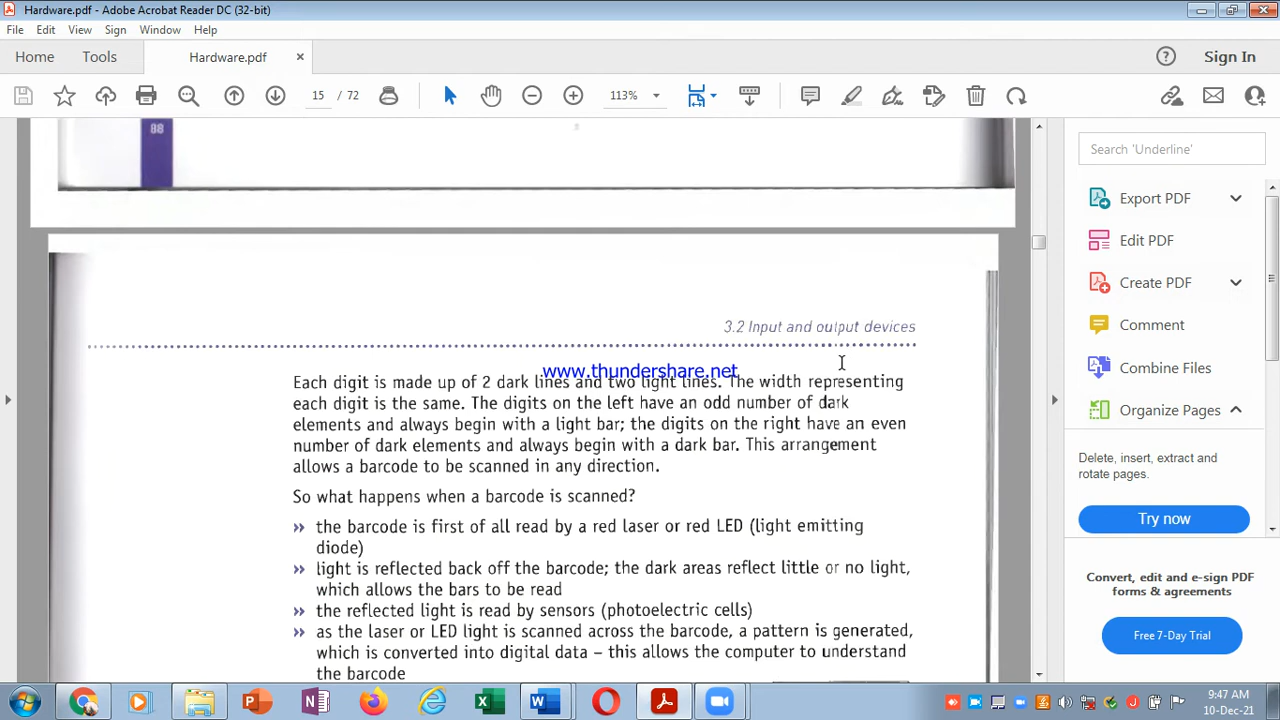 Hardware.pdf - Adobe Acrobat Reader DC (32-bit)
File Edit View Sign Window Help
Home Tools Hardware.pdf × Sign In
15 / 72 113%
88
Search 'Underline'
Export PDF
Edit PDF
Create PDF
Comment
Combine Files
Organize Pages
Delete, insert, extract and
rotate pages.
Try now
Convert, edit and e-sign PDF
forms & agreements
Free 7-Day Trial
3.2 Input and output devices
www.thundershare.net
Each digit is made up of 2 dark lines and two light lines. The width representing
each digit is the same. The digits on the left have an odd number of dark
elements and always begin with a light bar; the digits on the right have an even
number of dark elements and always begin with a dark bar. This arrangement
allows a barcode to be scanned in any direction.
So what happens when a barcode is scanned?
» the barcode is first of all read by a red laser or red LED (light emitting
diode)
» light is reflected back off the barcode; the dark areas reflect little or no light,
which allows the bars to be read
» the reflected light is read by sensors (photoelectric cells)
» as the laser or LED light is scanned across the barcode, a pattern is generated,
which is converted into digital data – this allows the computer to understand
the barcode
9:47 AM
10-Dec-21